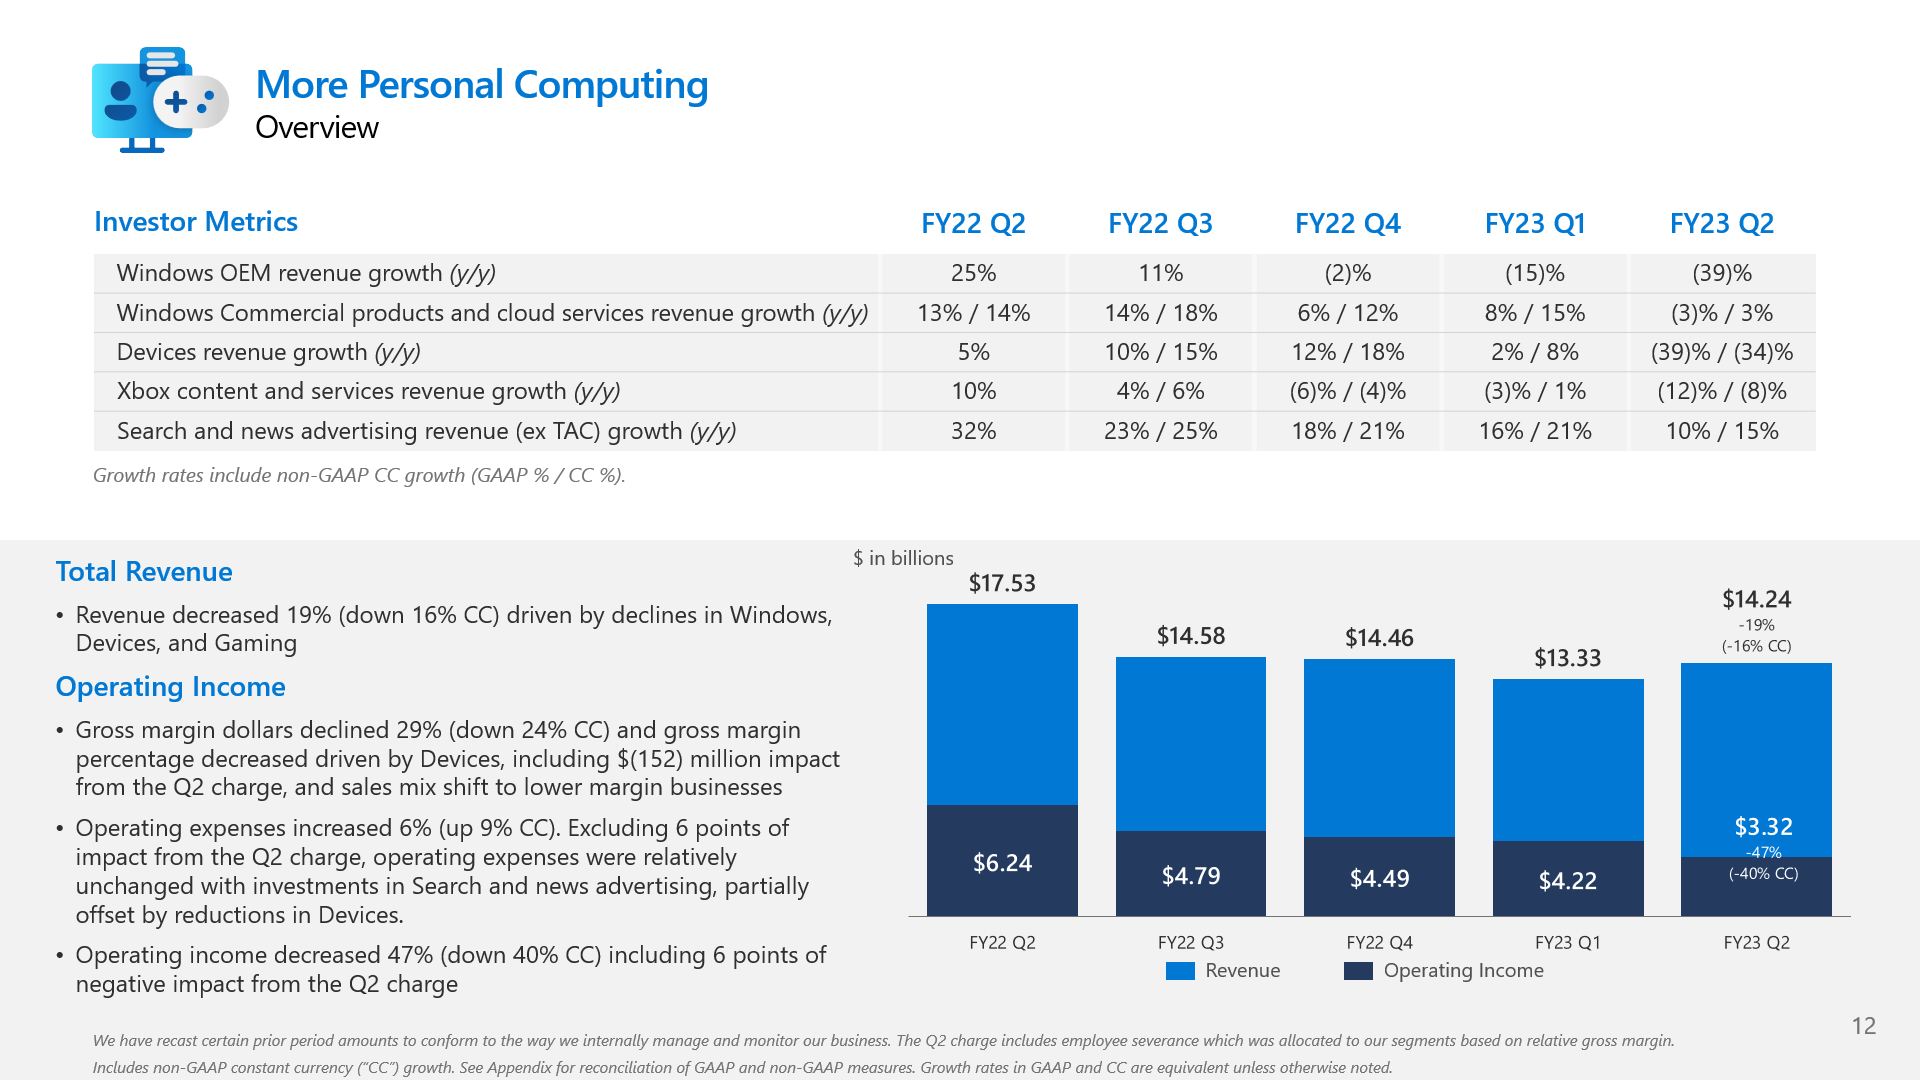 More Personal Computing
Overview
Investor Metrics FY22 Q2 FY22 Q3 FY22 Q4 FY23 Q1 FY23 Q2
Windows OEM revenue growth (y/y) 25% 11% (2)% (15)% (39)%
Windows Commercial products and cloud services revenue growth (y/y) 13% / 14% 14% / 18% 6% / 12% 8% / 15% (3)% / 3%
Devices revenue growth (y/y) 5% 10% / 15% 12% / 18% 2% / 8% (39)% / (34)%
Xbox content and services revenue growth (y/y) 10% 4% / 6% (6)% / (4)% (3)% / 1% (12)% / (8)%
Search and news advertising revenue (ex TAC) growth (y/y) 32% 23% / 25% 18% / 21% 16% / 21% 10% / 15%
Growth rates include non-GAAP CC growth (GAAP % / CC %).
Total Revenue
• Revenue decreased 19% (down 16% CC) driven by declines in Windows,
Devices, and Gaming
Operating Income
• Gross margin dollars declined 29% (down 24% CC) and gross margin
percentage decreased driven by Devices, including $(152) million impact
from the Q2 charge, and sales mix shift to lower margin businesses
• Operating expenses increased 6% (up 9% CC). Excluding 6 points of
impact from the Q2 charge, operating expenses were relatively
unchanged with investments in Search and news advertising, partially
offset by reductions in Devices.
• Operating income decreased 47% (down 40% CC) including 6 points of
negative impact from the Q2 charge
$ in billions
$17.53
$14.58
$14.46
$13.33
$14.24
-19%
(-16% CC)
$6.24
$4.79
$4.49
$4.22
$3.32
-47%
(-40% CC)
FY22 Q2 FY22 Q3 FY22 Q4 FY23 Q1 FY23 Q2
Revenue Operating Income
12
We have recast certain prior period amounts to conform to the way we internally manage and monitor our business. The Q2 charge includes employee severance which was allocated to our segments based on relative gross margin.
Includes non-GAAP constant currency ("CC") growth. See Appendix for reconciliation of GAAP and non-GAAP measures. Growth rates in GAAP and CC are equivalent unless otherwise noted.